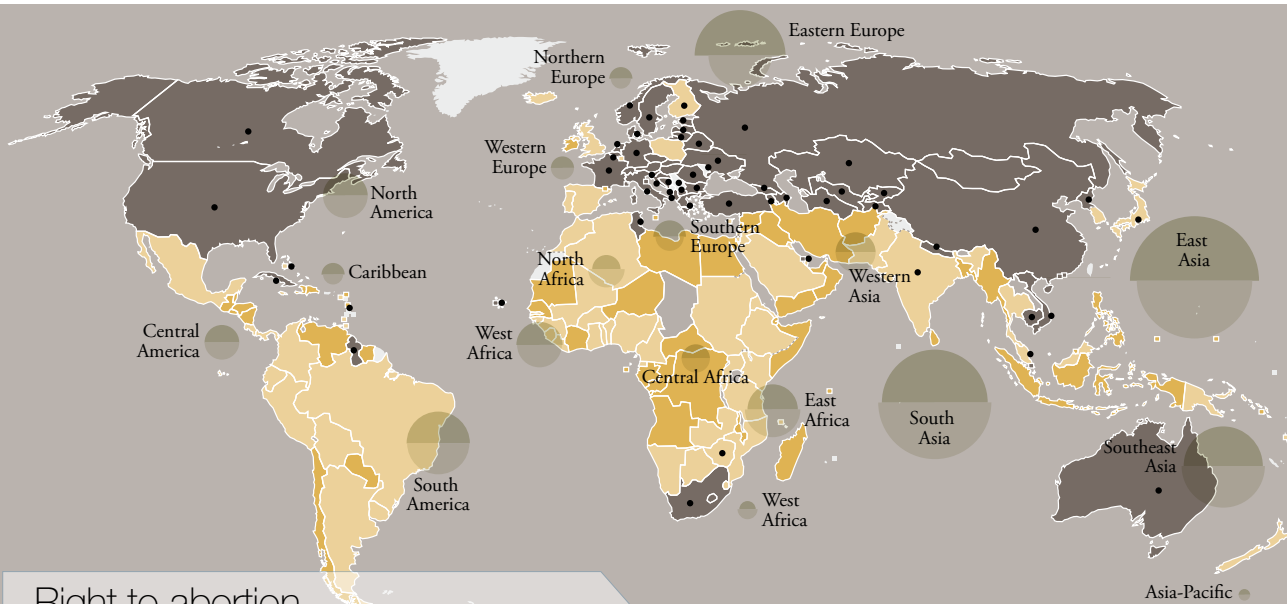 Eastern Europe
Northern
Europe
Western
Europe
North
America
Southern
Europe
East
Asia
North
Africa
Caribbean
Western
Asia
Central
America
West
Africa
Central Africa
East
Africa
South
Asia
Southeast
Asia
South
America
West
Africa
Right to abortion
Asia-Pacific